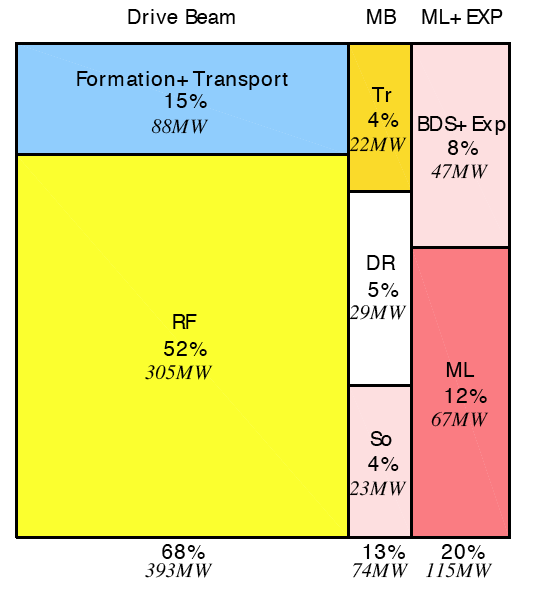 Drive Beam
MB
ML+EXP
Formation+Transport
15%
88MW
RF
52%
305MW
Tr
4%
22MW
DR
5%
29MW
So
4%
23MW
BDS+Exp
8%
47MW
ML
12%
67MW
68%
393MW
13%
74MW
20%
115MW